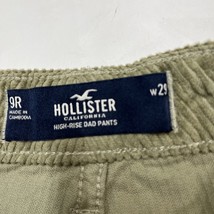 9R
MADE IN
CAMBODIA
HOLLISTER
CALIFORNIA
HIGH-RISE DAD PANTS
W29